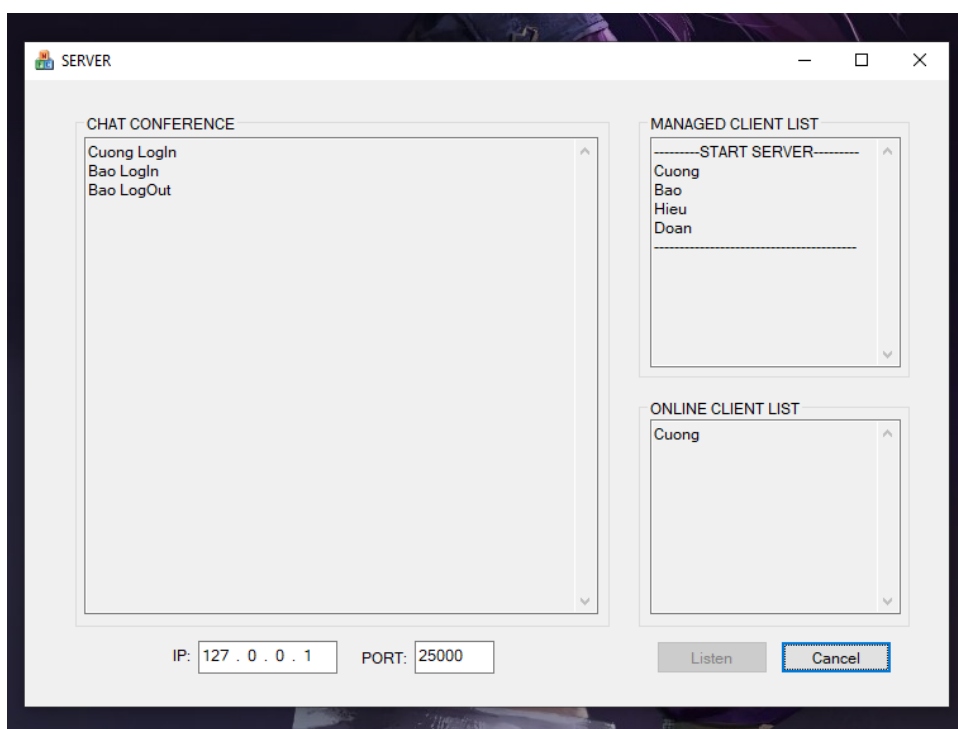 SERVER
CHAT CONFERENCE
Cuong LogIn
Bao LogIn
Bao LogOut
MANAGED CLIENT LIST
---------START SERVER---------
Cuong
Bao
Hieu
Doan
----------------------------------------
ONLINE CLIENT LIST
Cuong
IP: 127 . 0 . 0 . 1 PORT: 25000
Listen Cancel